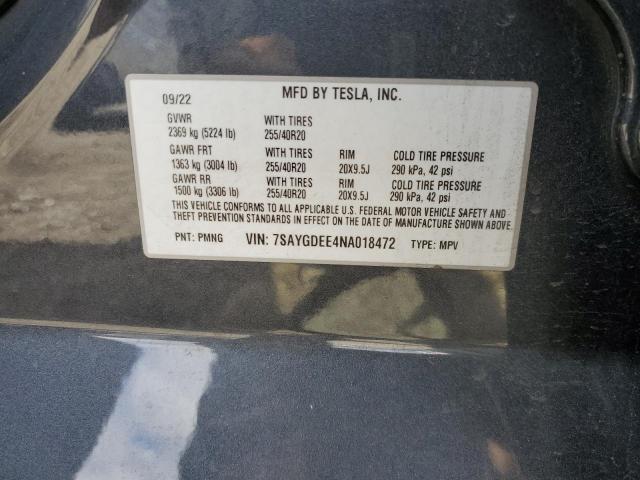 MFD BY TESLA, INC.
09/22
GVWR WITH TIRES
2369 kg (5224 lb) 255/40R20
GAWR FRT WITH TIRES RIM COLD TIRE PRESSURE
1363 kg (3004 lb) 255/40R20 20X9.5J 290 kPa, 42 psi
GAWR RR WITH TIRES RIM COLD TIRE PRESSURE
1500 kg (3306 lb) 255/40R20 20X9.5J 290 kPa, 42 psi
THIS VEHICLE CONFORMS TO ALL APPLICABLE U.S. FEDERAL MOTOR VEHICLE SAFETY AND
THEFT PREVENTION STANDARDS IN EFFECT ON THE DATE OF MANUFACTURE SHOWN ABOVE.
PNT: PMNG VIN: 7SAYGDEE4NA018472 TYPE: MPV